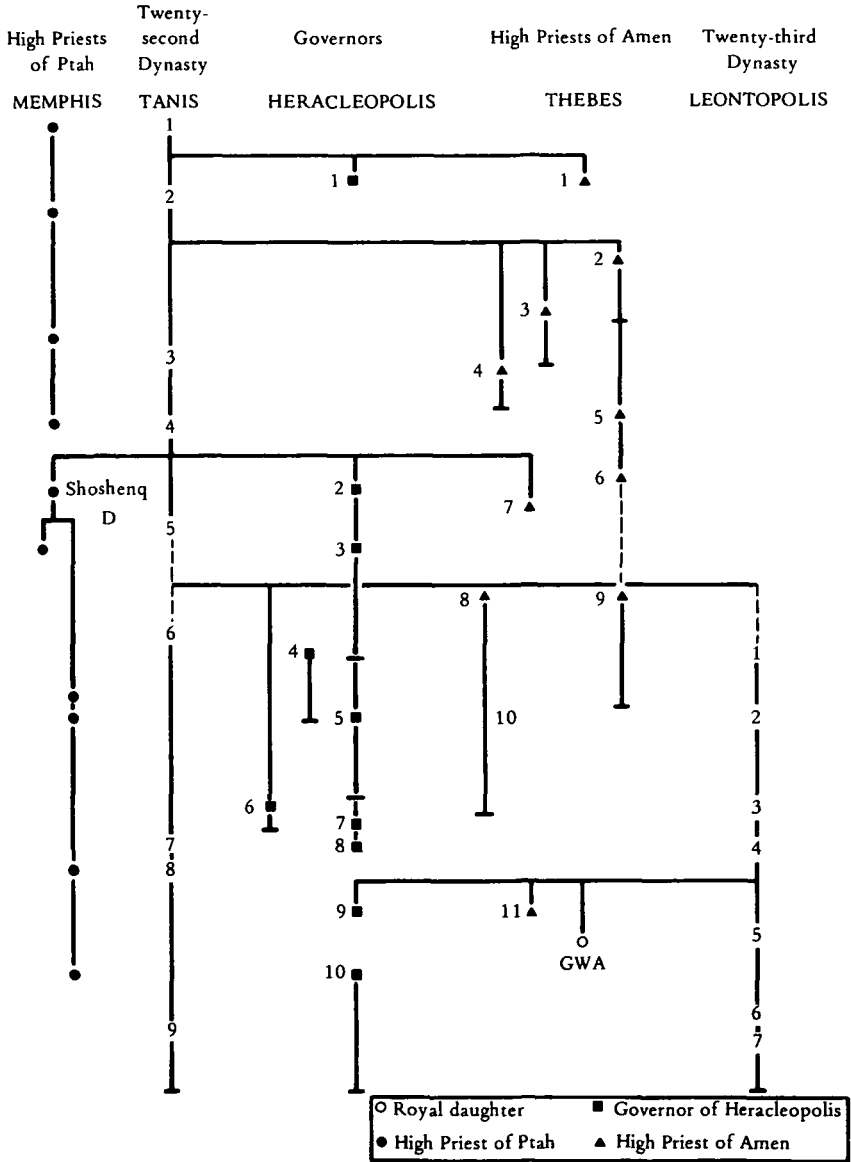 High Priests
of Ptah
MEMPHIS
Twenty-
second
Dynasty
TANIS
Governors
HERACLEOPOLIS
High Priests of Amen
THEBES
Twenty-third
Dynasty
LEONTOPOLIS
1
1
1
2
2
3
3
4
4
5
6
Shoshenq
D
2
7
5
3
8
9
6
4
1
5
10
2
6
3
7
7
4
8
8
9
11
5
GWA
10
6
9
7
Royal daughter
Governor of Heracleopolis
High Priest of Ptah
High Priest of Amen